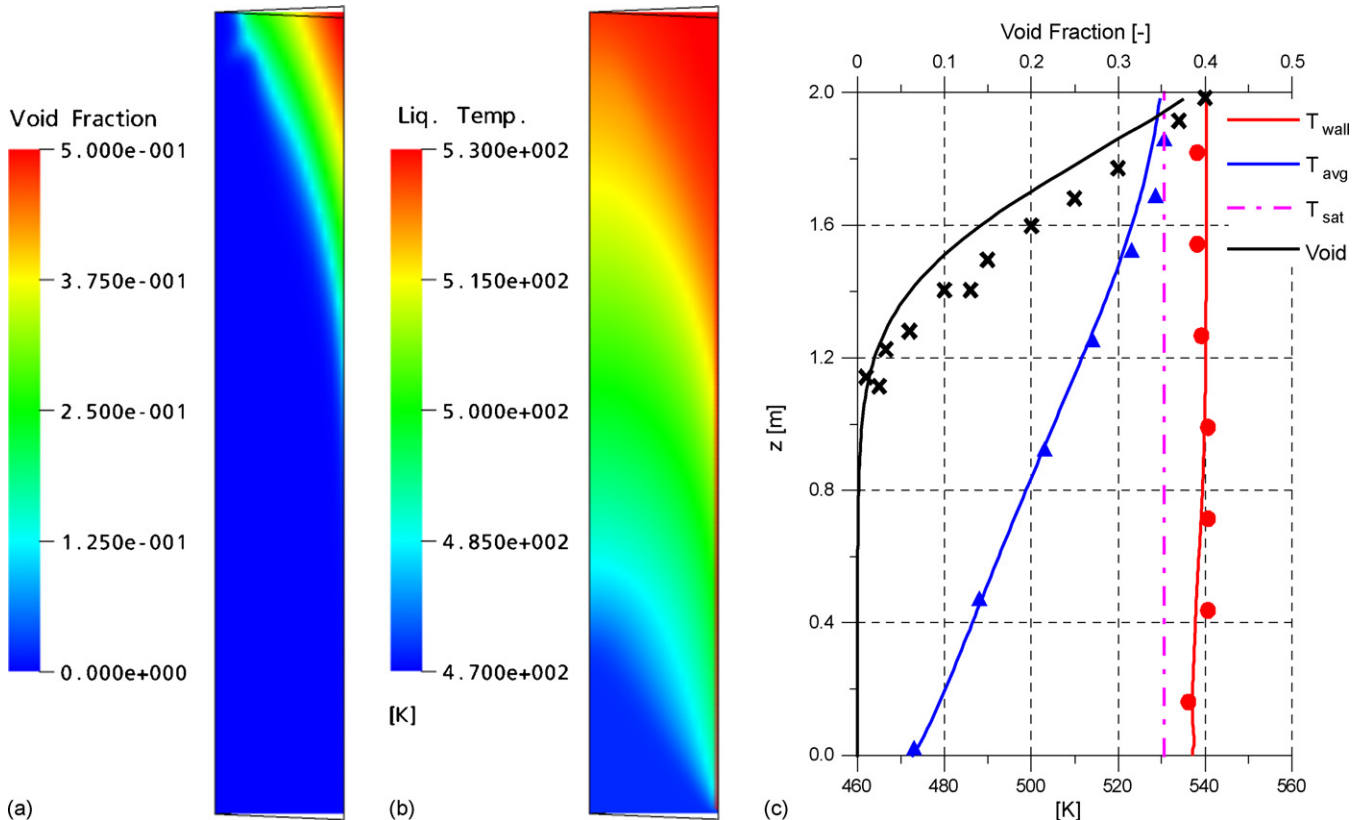 Void Fraction
5.000e-001
3.750e-001
2.500e-001
1.250e-001
0.000e+000
(a)
Liq. Temp.
5.300e+002
5.150e+002
5.000e+002
4.850e+002
4.700e+002
[K]
(b)
Void Fraction [-]
0 0.1 0.2 0.3 0.4 0.5
2.0
1.6
1.2
0.8
0.4
0.0
z [m]
460 480 500 520 540 560
[K]
T wall
T avg
T sat
Void
(c)